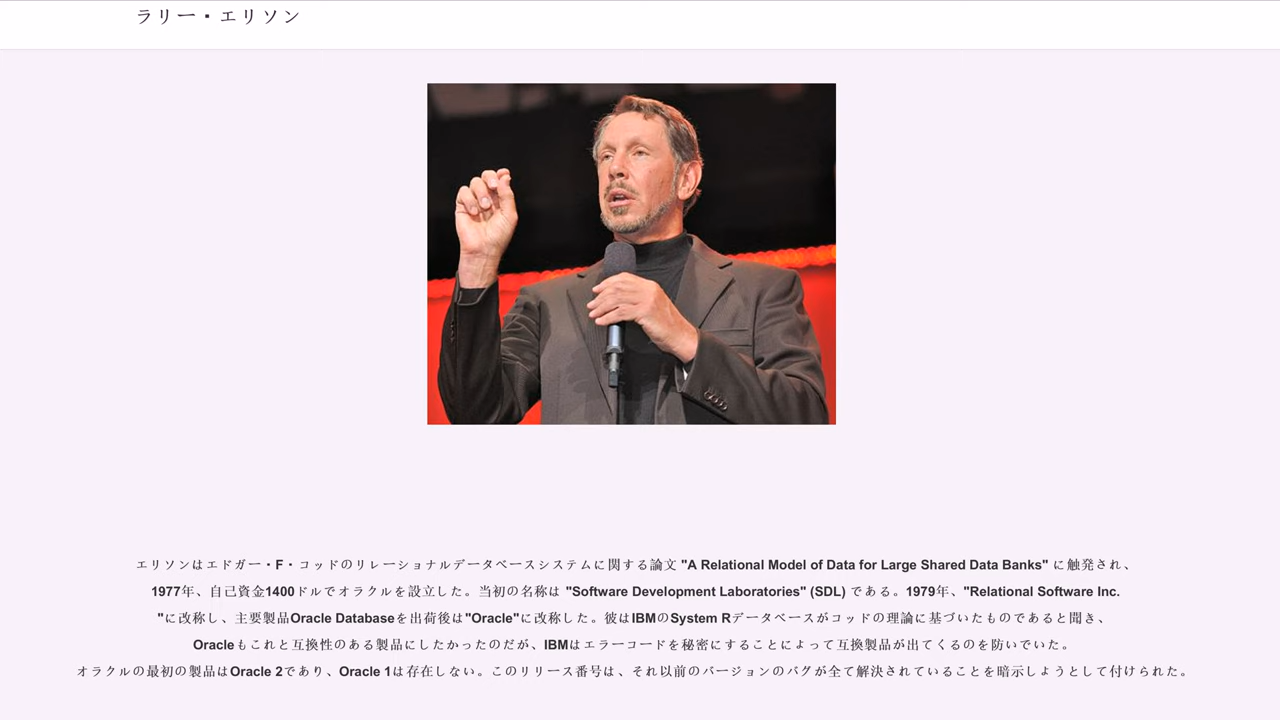 ラリー・エリソン
エリソンはエドガー・F・コッドのリレーショナルデータベースシステムに関する論文 "A Relational Model of Data for Large Shared Data Banks" に触発され、
1977年、自己資金1400ドルでオラクルを設立した。当初の名称は "Software Development Laboratories" (SDL) である。1979年、"Relational Software Inc.
"に改称し、主要製品Oracle Databaseを出荷後は"Oracle"に改称した。彼はIBMのSystem Rデータベースがコッドの理論に基づいたものであると聞き、
Oracleもこれと互換性のある製品にしたかったのだが、IBMはエラーコードを秘密にすることによって互換製品が出てくるのを防いでいた。
オラクルの最初の製品はOracle 2であり、Oracle 1は存在しない。このリリース番号は、それ以前のバージョンのバグが全て解決されていることを暗示しようとして付けられた。